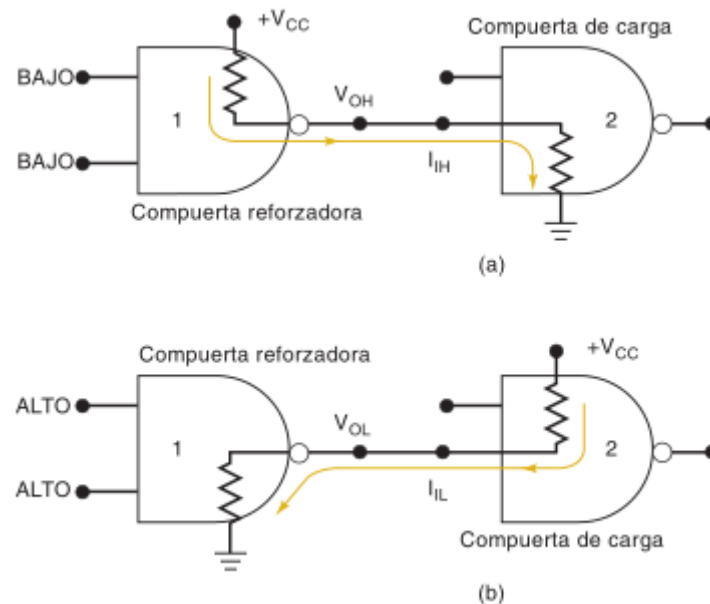 +VCC
Compuerta de carga
BAJO
VOH
1
2
BAJO
IIH
Compuerta reforzadora
(a)
Compuerta reforzadora
+VCC
ALTO
VOL
1
2
ALTO
IIL
Compuerta de carga
(b)